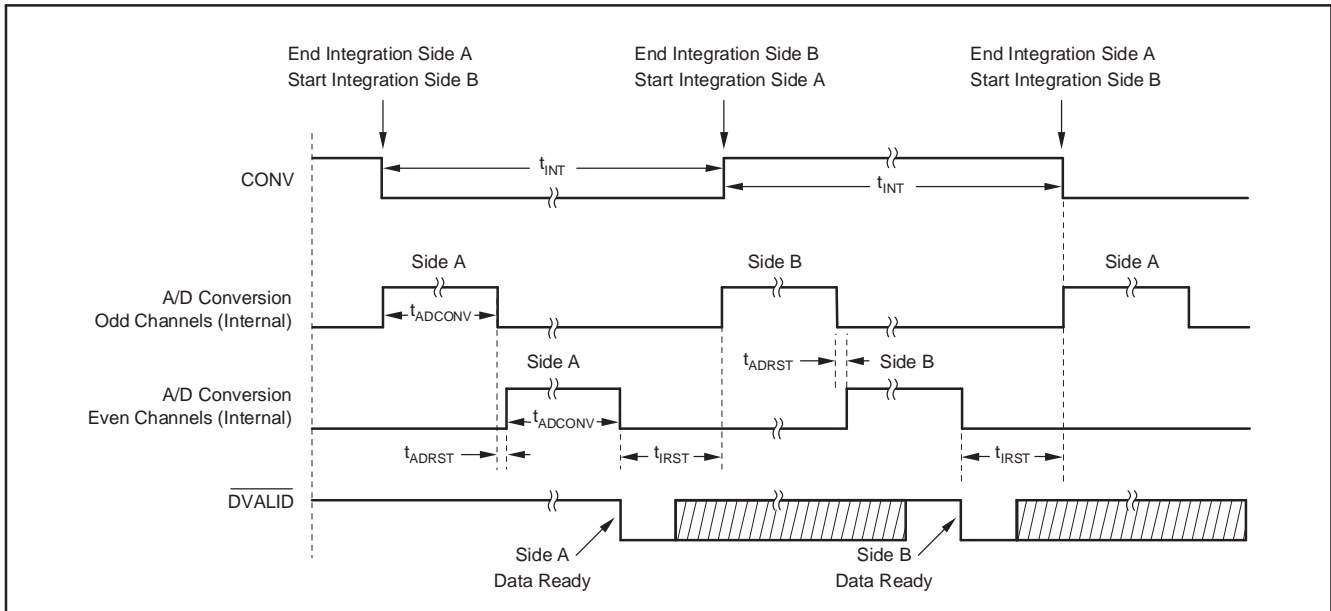 End Integration Side A
Start Integration Side B
End Integration Side B
Start Integration Side A
End Integration Side A
Start Integration Side B
CONV
tINT
tINT
Side A
Side B
Side A
A/D Conversion
Odd Channels (Internal)
tADCONV
Side A
tADRST
Side B
A/D Conversion
Even Channels (Internal)
tADCONV
tADRST
tIRST
tIRST
DVALID
Side A
Data Ready
Side B
Data Ready